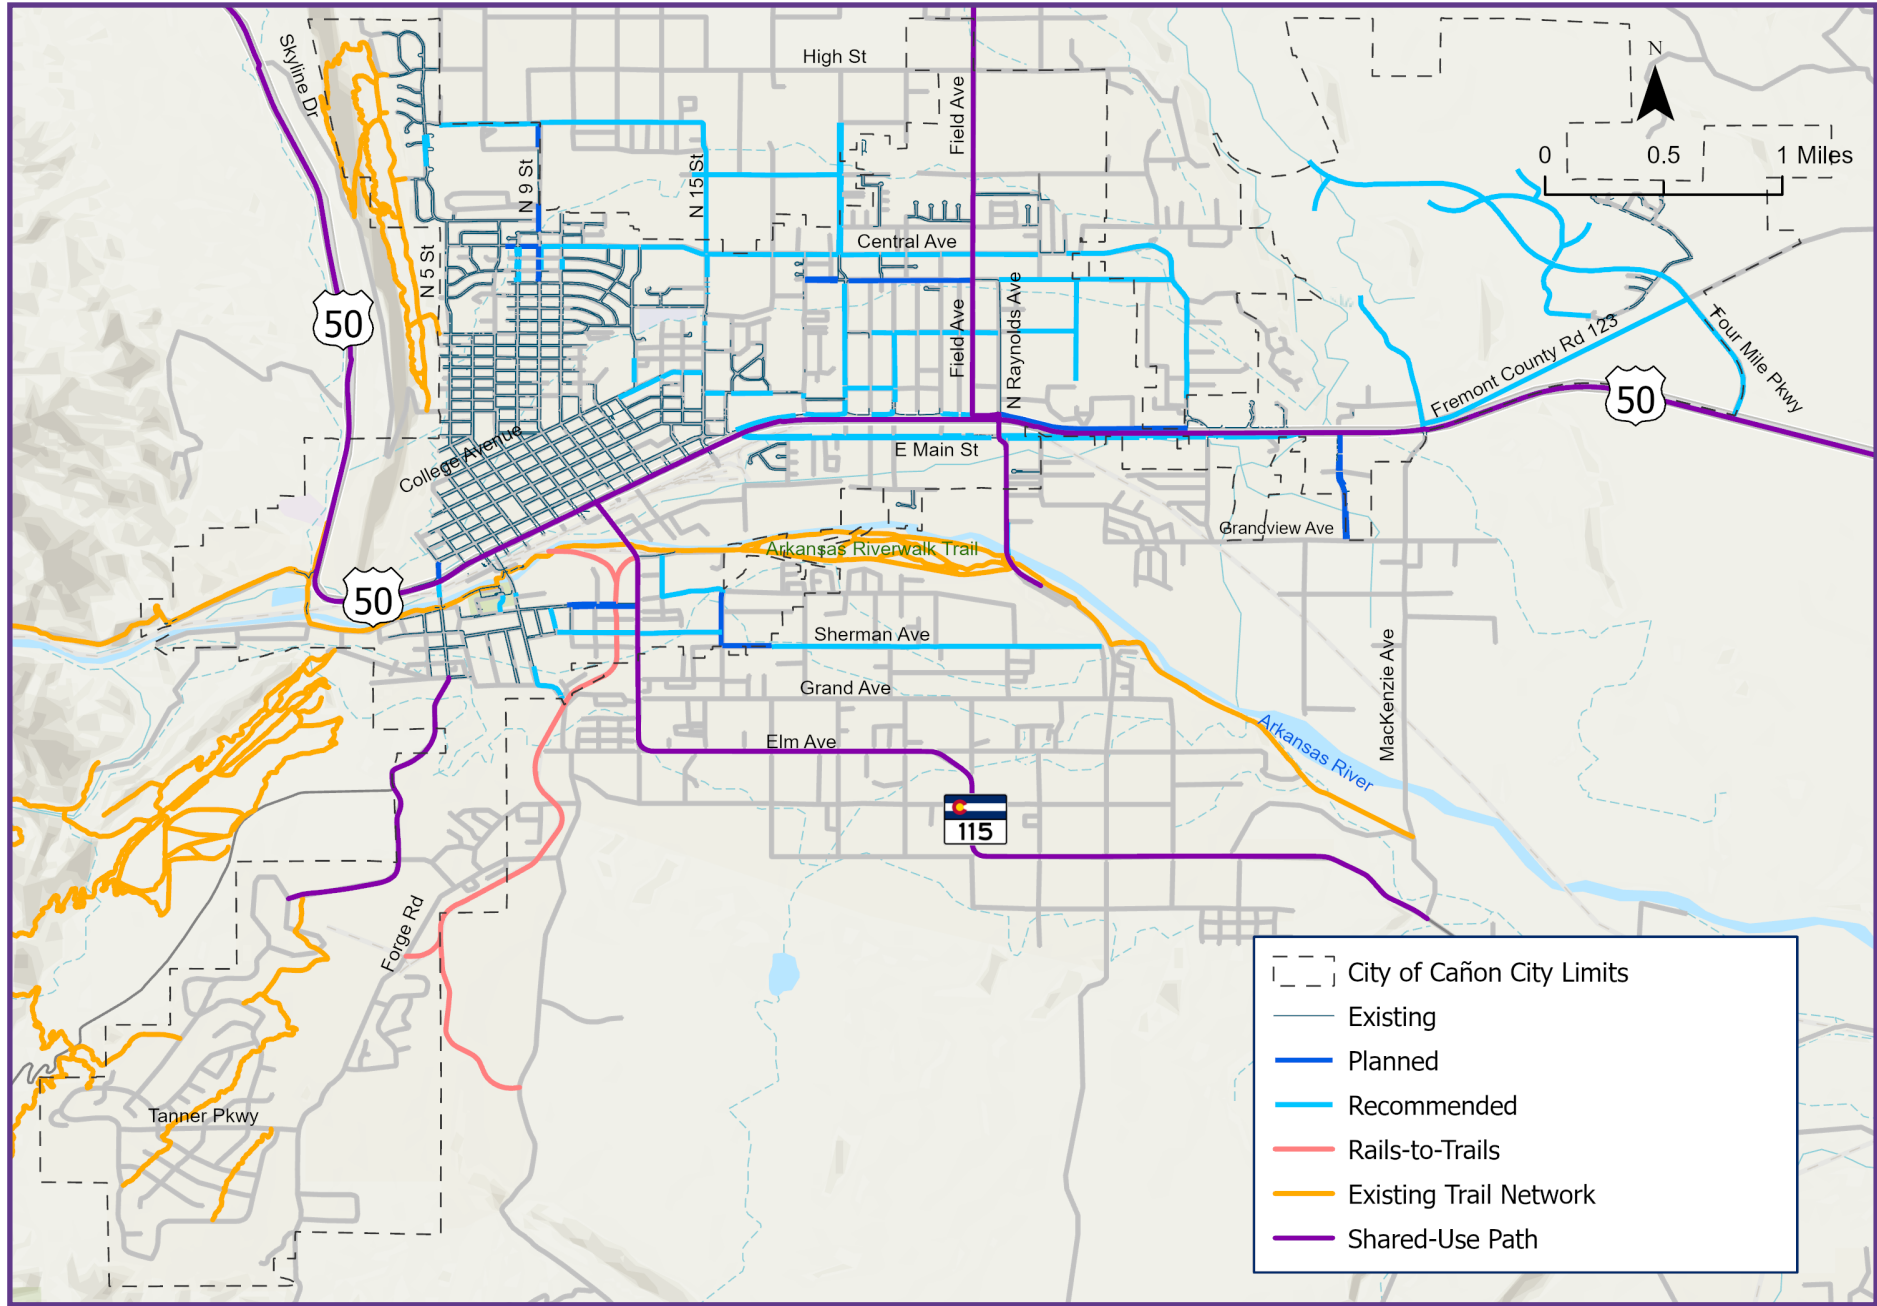 High St
Skyline Dr
Field Ave
N
0 0.5 1 Miles
N 9 St
N 15 St
Central Ave
N 5 St
50
Field Ave
N Raynolds Ave
Fremont County Rd 123
Four Mile Pkwy
50
College Avenue
E Main St
Grandview Ave
Arkansas Riverwalk Trail
50
Sherman Ave
MacKenzie Ave
Grand Ave
Elm Ave
Arkansas River
115
Forge Rd
Tanner Pkwy
City of Cañon City Limits
Existing
Planned
Recommended
Rails-to-Trails
Existing Trail Network
Shared-Use Path